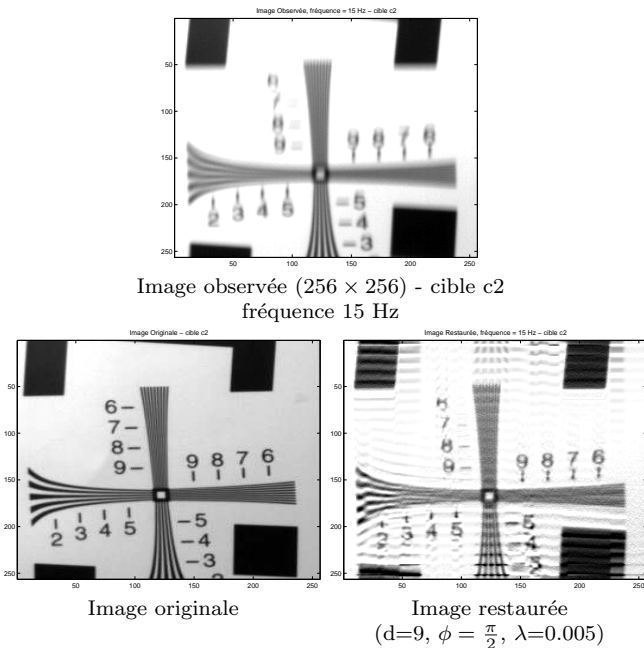 Image Observée, fréquence = 15 Hz – cible c2
50
100
150
200
250
50 100 150 200 250
6
9
9 8 7 6
2 3 4 5
5
4
3
Image observée (256 × 256) - cible c2
fréquence 15 Hz
Image Originale – cible c2
50
100
150
200
250
6
7
8
9
9 8 7 6
2 3 4 5
5
4
3
50 100 150 200 250
Image originale
Image Restaurée, fréquence = 15 Hz – cible c2
50
100
150
200
250
6
7
8
9
9 8 7 6
2 3 4 5
5
4
3
50 100 150 200 250
Image restaurée
(d=9, ϕ = π/2, λ=0.005)